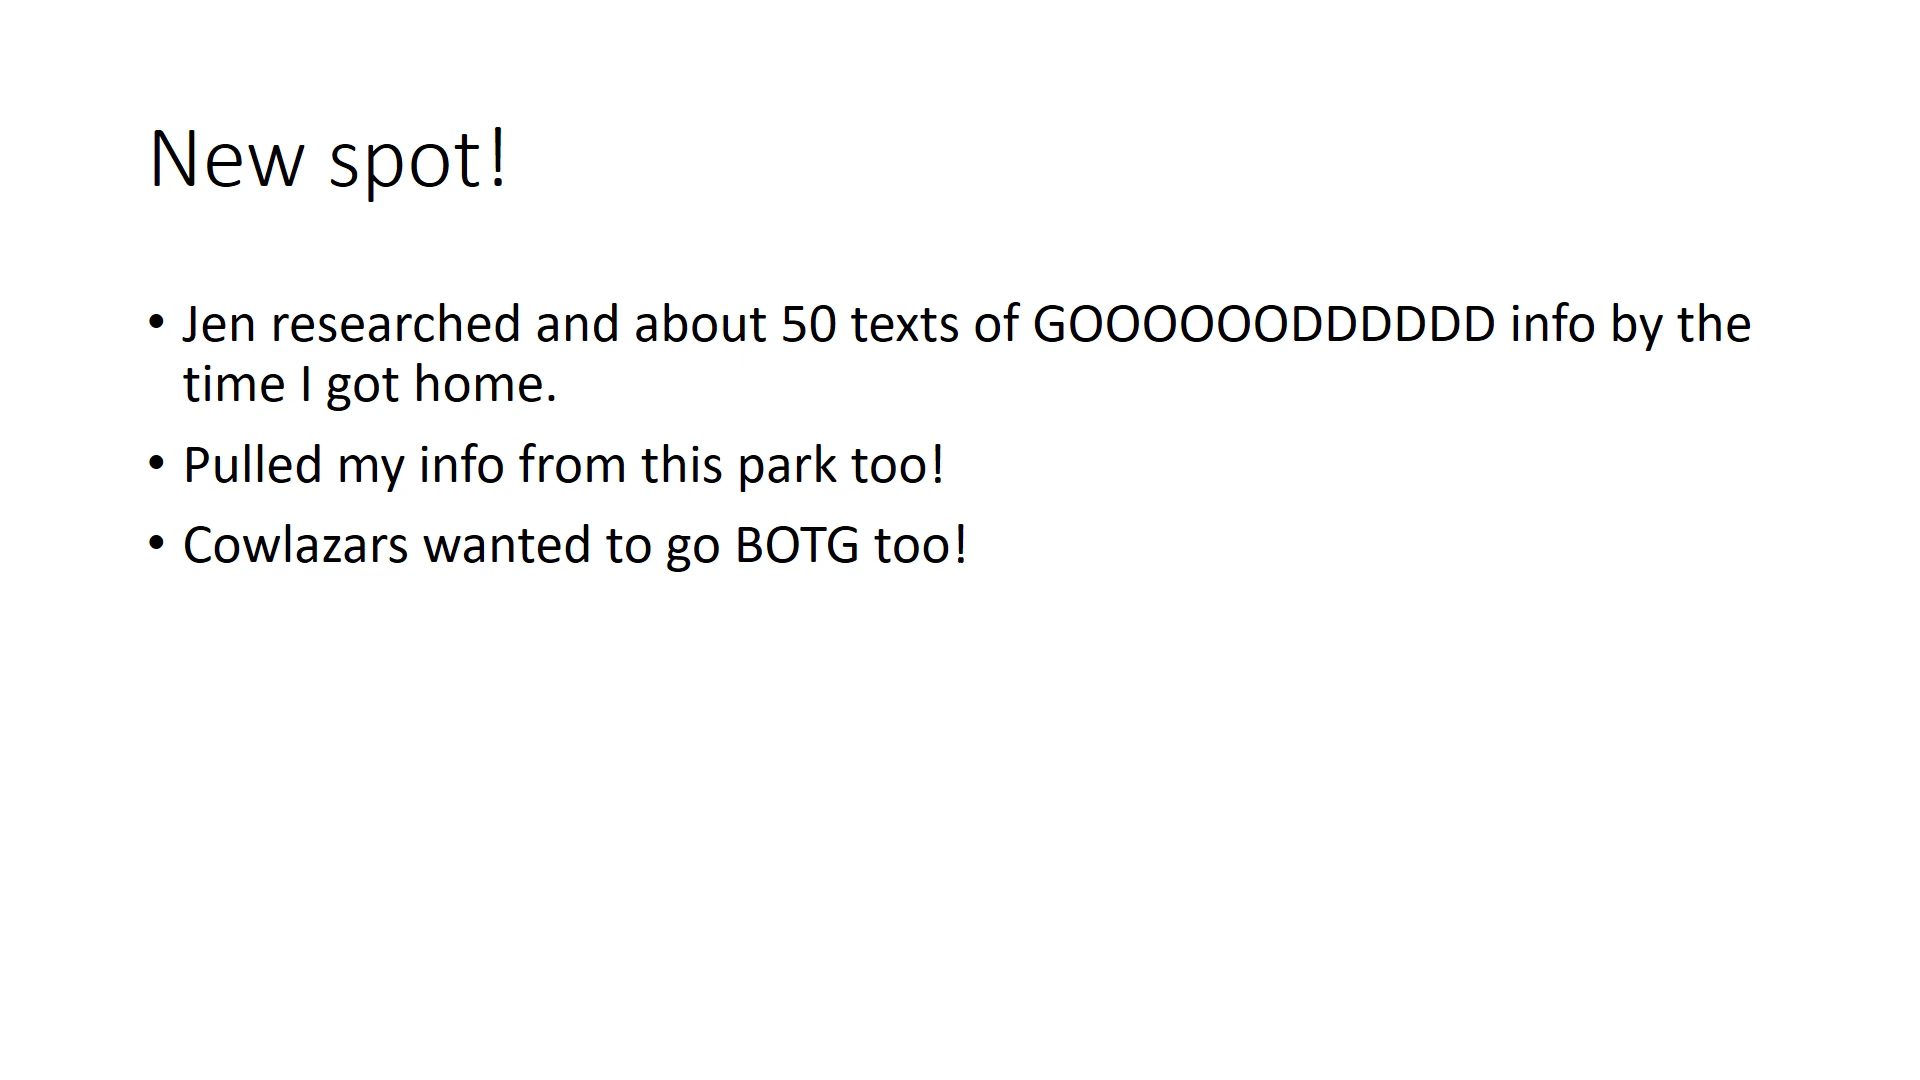 New spot!
• Jen researched and about 50 texts of GOOOOOOODDDDDD info by the
time I got home.
• Pulled my info from this park too!
• Cowlazars wanted to go BOTG too!